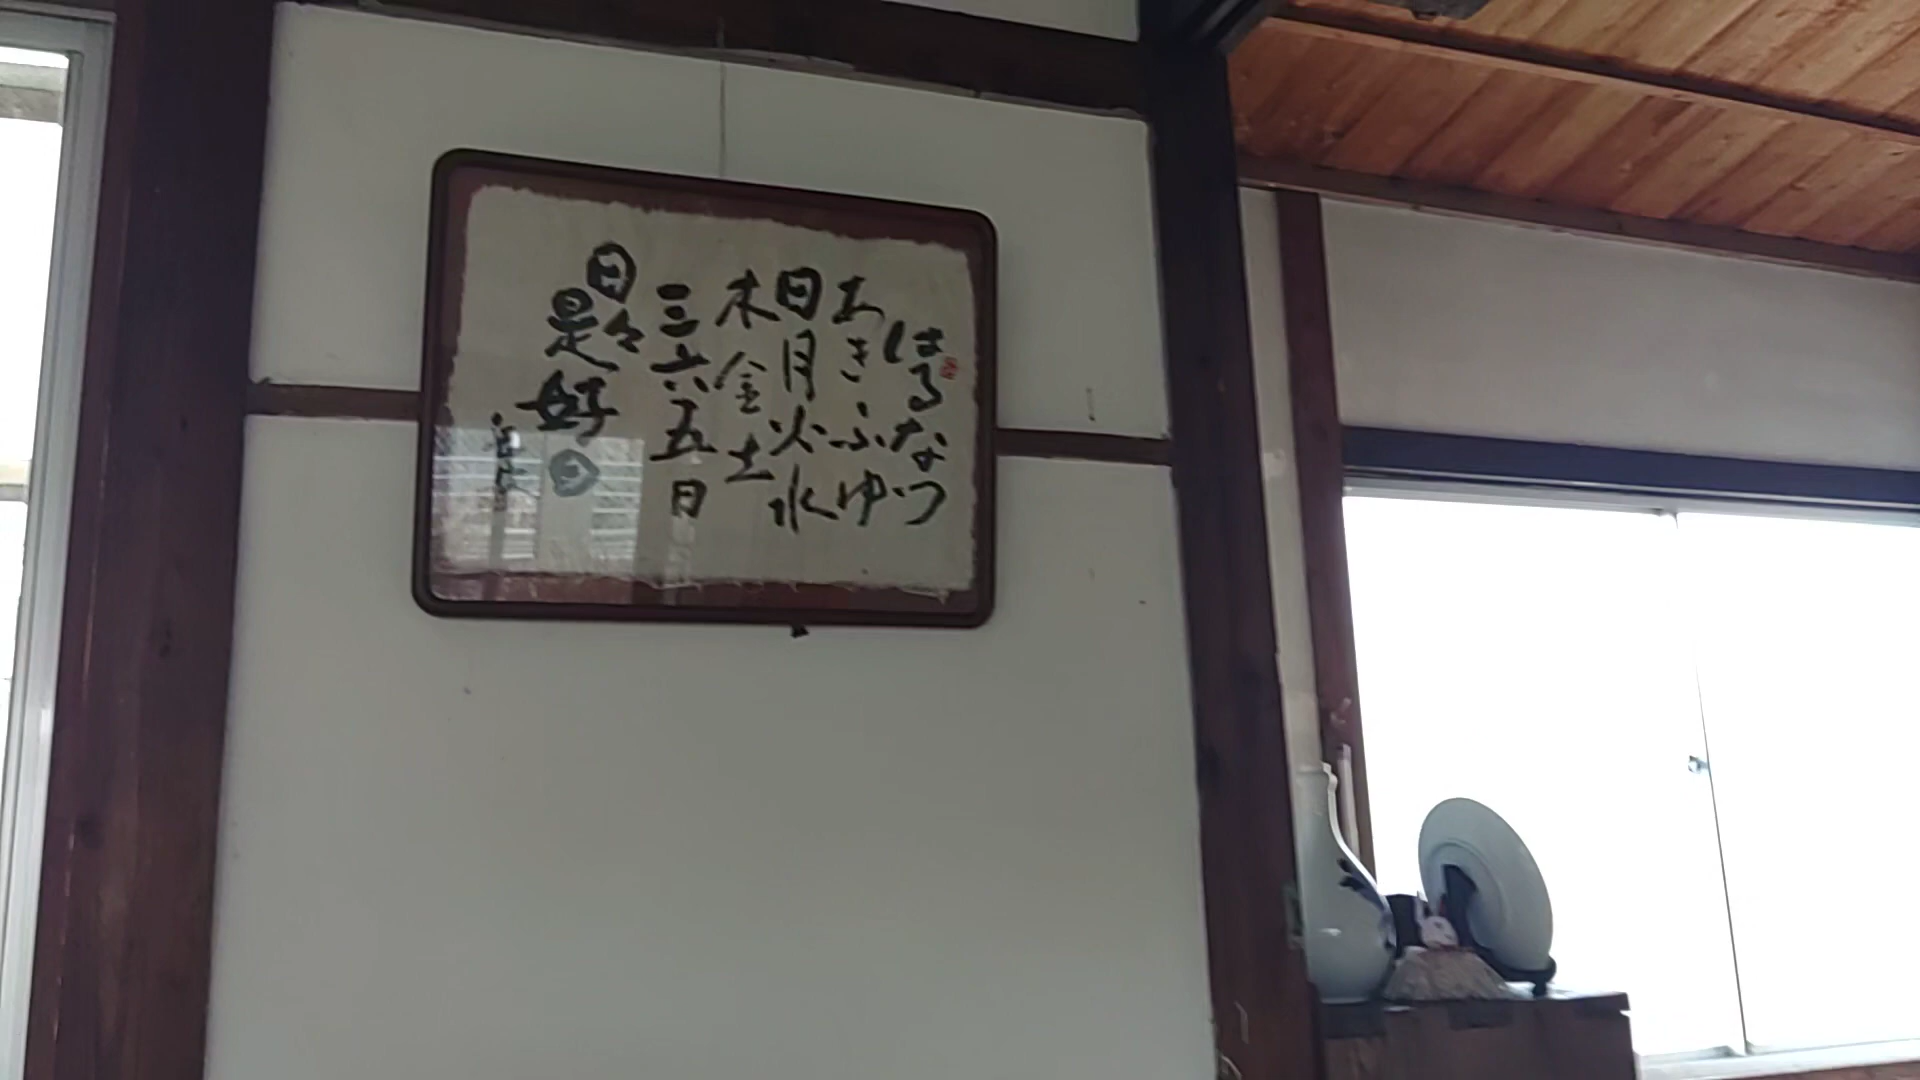 はるなつ
あきふゆ
日月火水
木金土
三六五日
日々
是好日